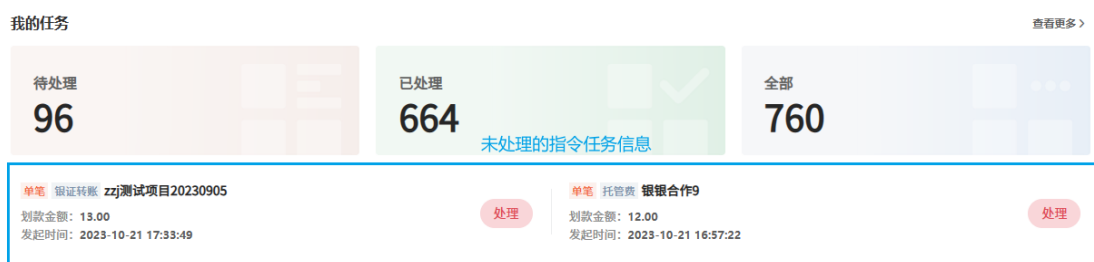 我的任务
查看更多
待处理
96
已处理
664
全部
760
未处理的指令任务信息
单笔 银证转账 zzj测试项目20230905
划款金额：13.00
发起时间：2023-10-21 17:33:49
处理
单笔 托管费 银银合作9
划款金额：12.00
发起时间：2023-10-21 16:57:22
处理